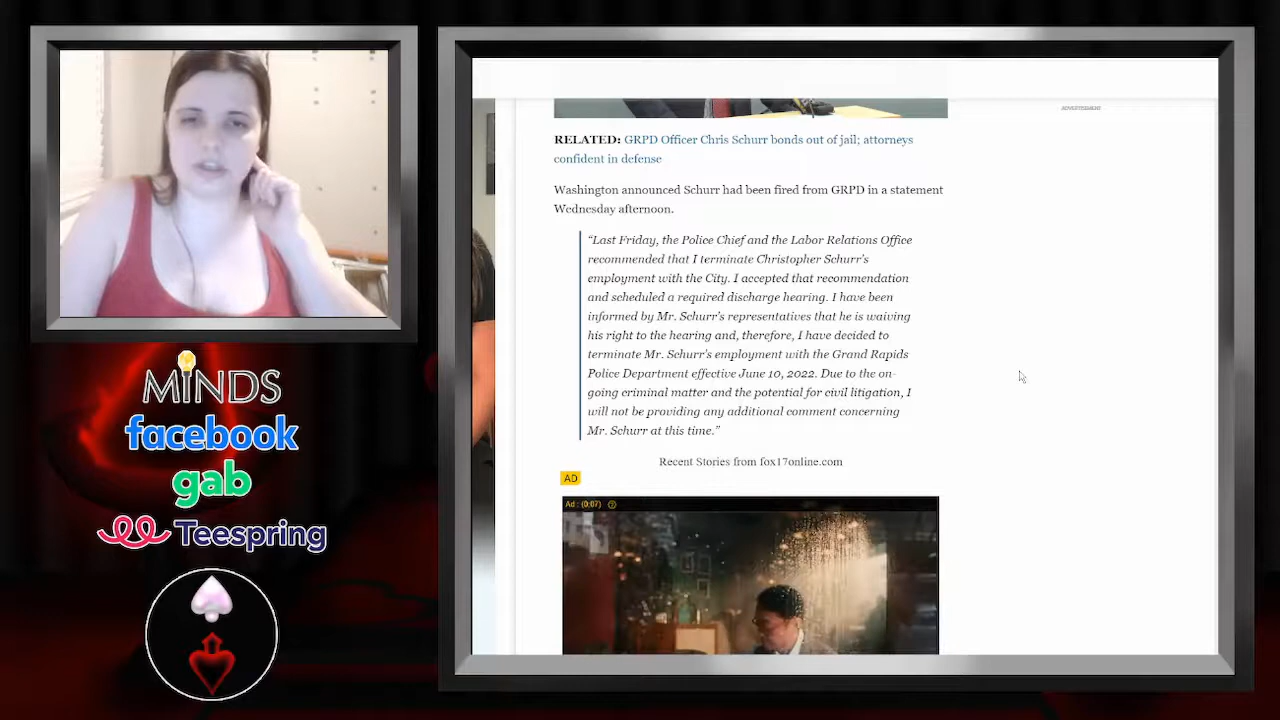 ADVERTISEMENT
RELATED: GRPD Officer Chris Schurr bonds out of jail; attorneys
confident in defense
Washington announced Schurr had been fired from GRPD in a statement
Wednesday afternoon.
“Last Friday, the Police Chief and the Labor Relations Office
recommended that I terminate Christopher Schurr’s
employment with the City. I accepted that recommendation
and scheduled a required discharge hearing. I have been
informed by Mr. Schurr’s representatives that he is waiving
his right to the hearing and, therefore, I have decided to
terminate Mr. Schurr’s employment with the Grand Rapids
Police Department effective June 10, 2022. Due to the on-
going criminal matter and the potential for civil litigation, I
will not be providing any additional comment concerning
Mr. Schurr at this time.”
Recent Stories from fox17online.com
AD
Ad : (0:07)
MINDS
facebook
gab
Teespring